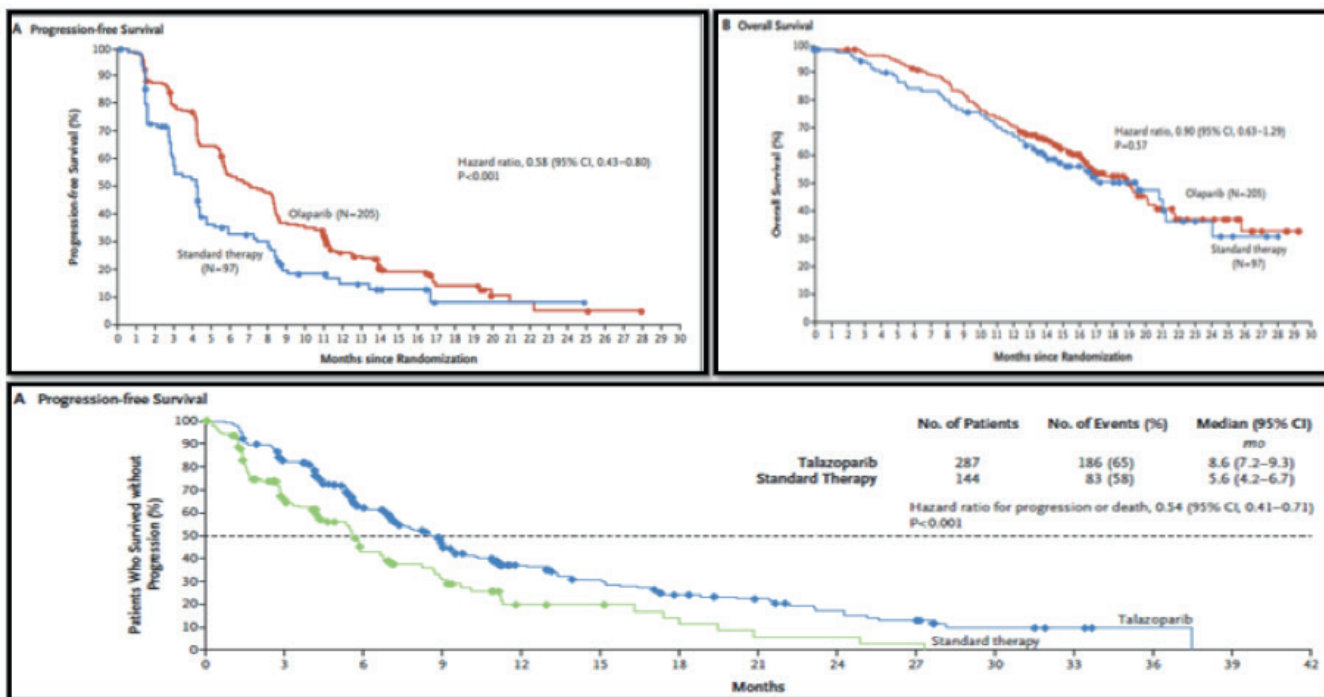 A Progression-free Survival
100
90
80
70
60
50
40
30
20
10
0
Progression-free Survival (%)
Hazard ratio, 0.58 (95% CI, 0.43–0.80)
P<0.001
Olaparib (N=205)
Standard therapy
(N=97)
0 1 2 3 4 5 6 7 8 9 10 11 12 13 14 15 16 17 18 19 20 21 22 23 24 25 26 27 28 29 30
Months since Randomization
B Overall Survival
100
90
80
70
60
50
40
30
20
10
0
Overall Survival (%)
Hazard ratio, 0.90 (95% CI, 0.63–1.29)
P=0.57
Olaparib (N=205)
Standard therapy
(N=97)
0 1 2 3 4 5 6 7 8 9 10 11 12 13 14 15 16 17 18 19 20 21 22 23 24 25 26 27 28 29 30
Months since Randomization
A Progression-free Survival
100
90
80
70
60
50
40
30
20
10
0
Patients Who Survived without
Progression (%)
No. of Patients No. of Events (%) Median (95% CI)
mo
Talazoparib 287 186 (65) 8.6 (7.2–9.3)
Standard Therapy 144 83 (58) 5.6 (4.2–6.7)
Hazard ratio for progression or death, 0.54 (95% CI, 0.41–0.71)
P<0.001
Talazoparib
Standard therapy
0 3 6 9 12 15 18 21 24 27 30 33 36 39 42
Months